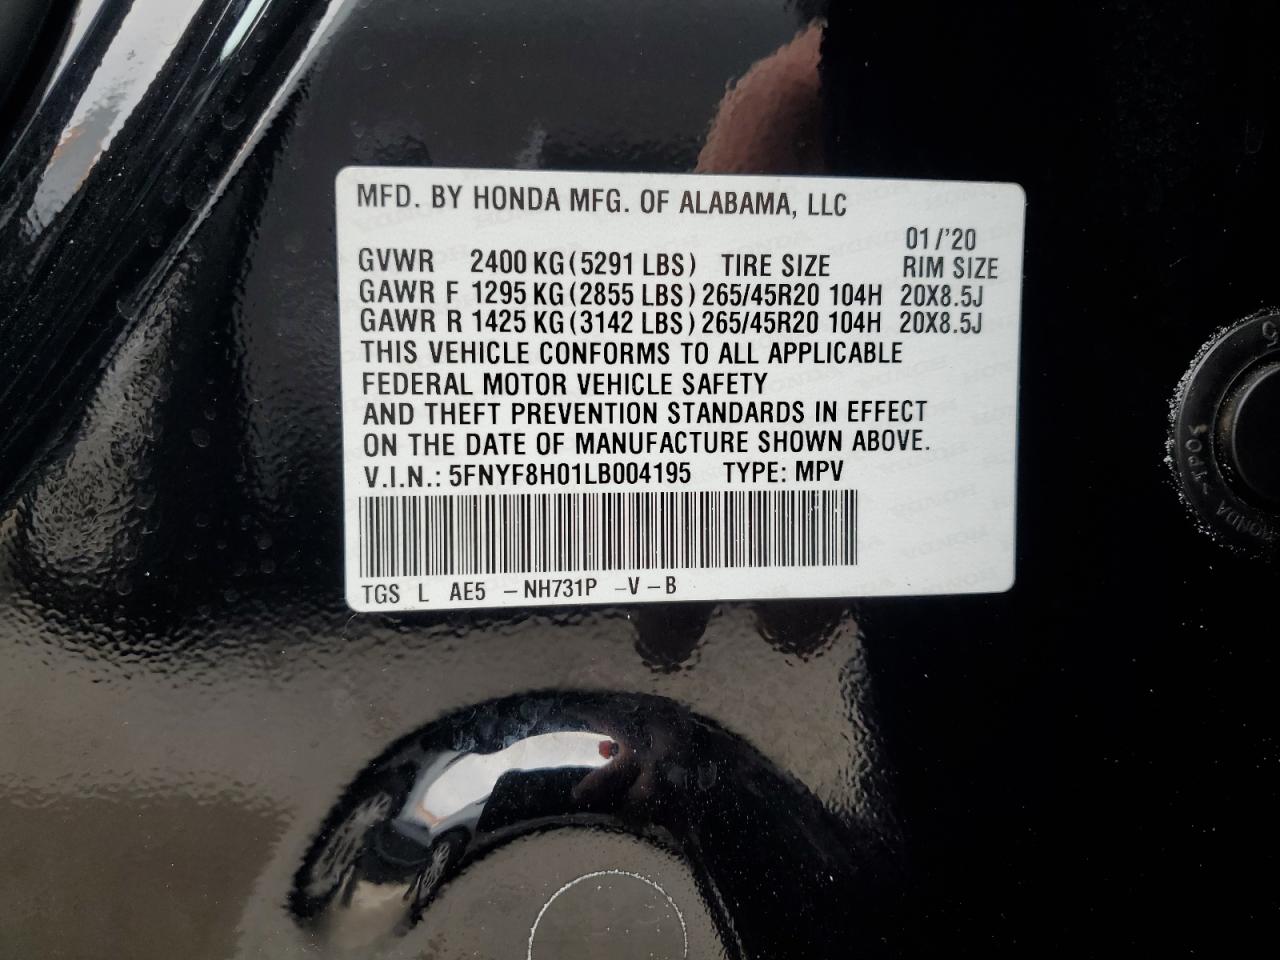 MFD. BY HONDA MFG. OF ALABAMA, LLC
01/'20
GVWR 2400 KG (5291 LBS) TIRE SIZE RIM SIZE
GAWR F 1295 KG (2855 LBS) 265/45R20 104H 20X8.5J
GAWR R 1425 KG (3142 LBS) 265/45R20 104H 20X8.5J
THIS VEHICLE CONFORMS TO ALL APPLICABLE
FEDERAL MOTOR VEHICLE SAFETY
AND THEFT PREVENTION STANDARDS IN EFFECT
ON THE DATE OF MANUFACTURE SHOWN ABOVE.
V.I.N.: 5FNYF8H01LB004195 TYPE: MPV
TGS L AE5 -NH731P -V-B
HONDA